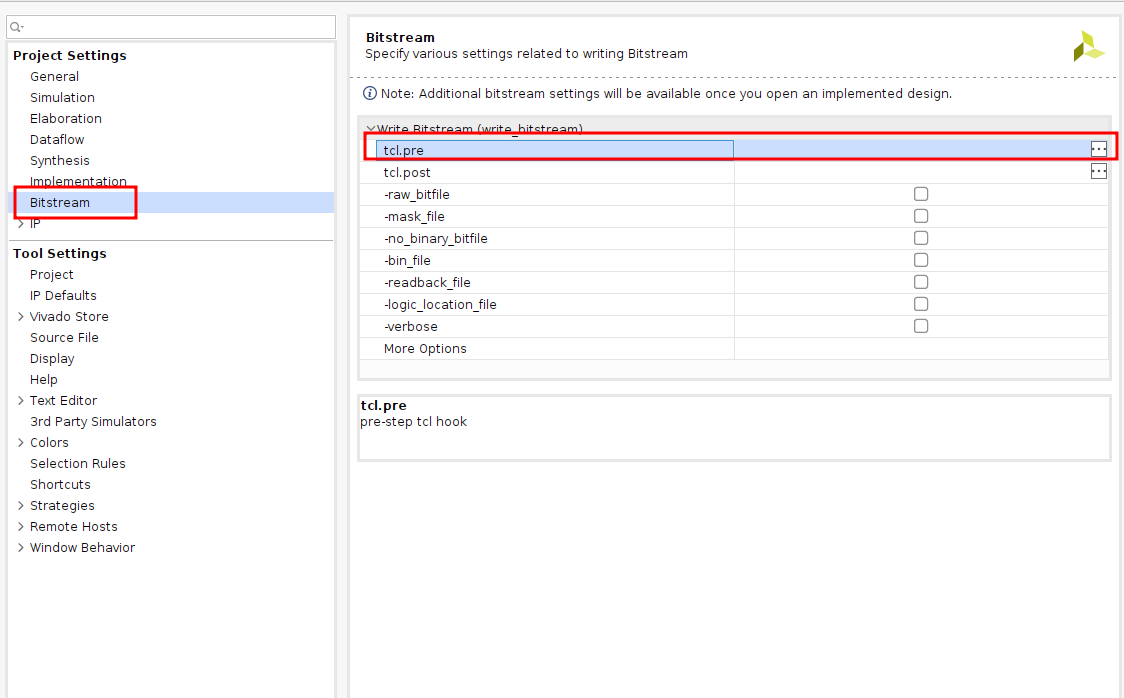 Project Settings
General
Simulation
Elaboration
Dataflow
Synthesis
Implementation
Bitstream
IP
Tool Settings
Project
IP Defaults
Vivado Store
Source File
Display
Help
Text Editor
3rd Party Simulators
Colors
Selection Rules
Shortcuts
Strategies
Remote Hosts
Window Behavior
Bitstream
Specify various settings related to writing Bitstream
Note: Additional bitstream settings will be available once you open an implemented design.
Write Bitstream (write_bitstream)
tcl.pre
tcl.post
-raw_bitfile
-mask_file
-no_binary_bitfile
-bin_file
-readback_file
-logic_location_file
-verbose
More Options
tcl.pre
pre-step tcl hook